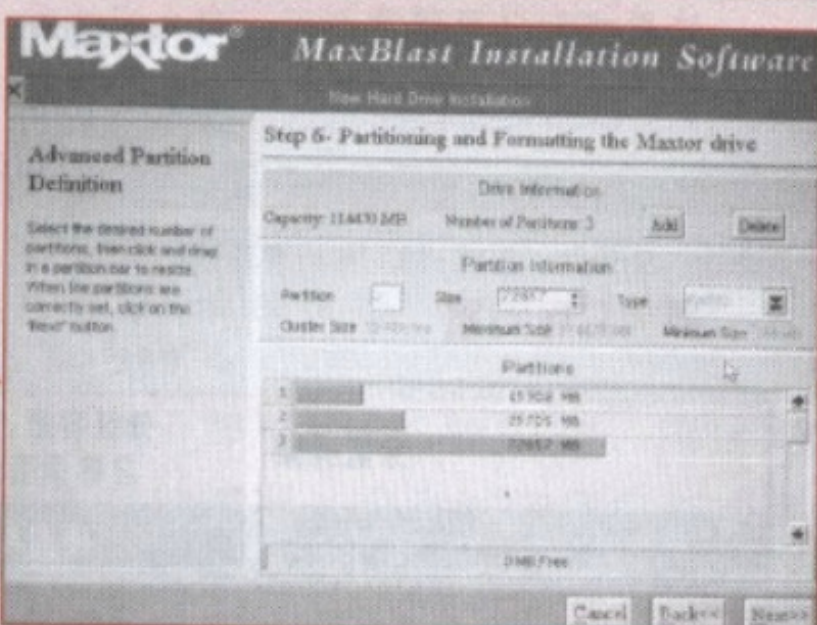 Maxtor®
MaxBlast Installation Software
New Hard Drive Installation
Advanced Partition
Definition
Select the desired number of
partitions, then click and drag
in a partition bar to resize.
When the partitions are
correctly set, click on the
"Next" button.
Step 6- Partitioning and Formatting the Maxtor drive
Drive Information
Capacity: MB Number of Partitions: 3 Add Delete
Partition Information
Partition Size 72657 Type
Cluster Size Maximum Size Minimum Size
Partitions
1 MB
2 MB
3 72657 MB
0 MB Free
Cancel Back<< Next>>